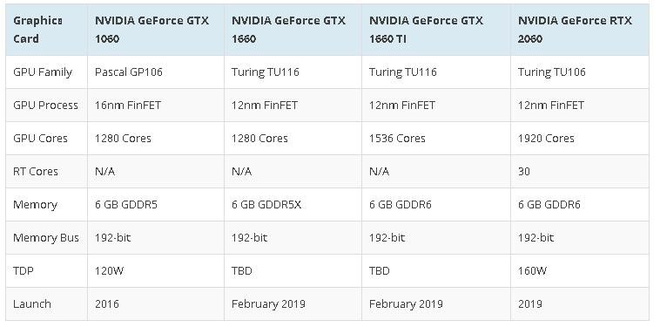 Graphics Card NVIDIA GeForce GTX 1060 NVIDIA GeForce GTX 1660 NVIDIA GeForce GTX 1660 TI NVIDIA GeForce RTX 2060
GPU Family Pascal GP106 Turing TU116 Turing TU116 Turing TU106
GPU Process 16nm FinFET 12nm FinFET 12nm FinFET 12nm FinFET
GPU Cores 1280 Cores 1280 Cores 1536 Cores 1920 Cores
RT Cores N/A N/A N/A 30
Memory 6 GB GDDR5 6 GB GDDR5X 6 GB GDDR6 6 GB GDDR6
Memory Bus 192-bit 192-bit 192-bit 192-bit
TDP 120W TBD TBD 160W
Launch 2016 February 2019 February 2019 2019